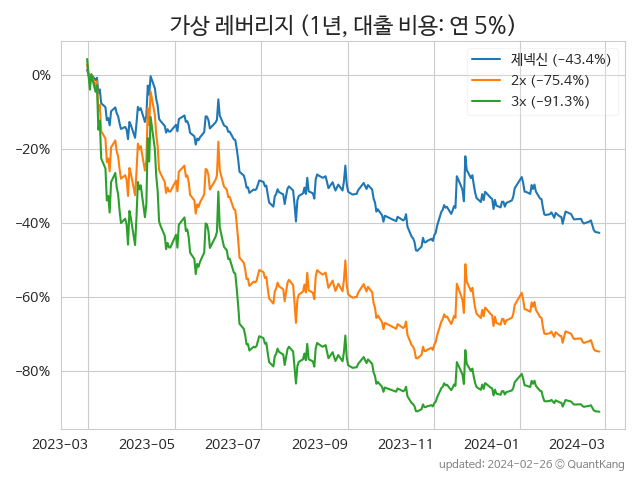 가상 레버리지 (1년, 대출 비용: 연 5%)
제넥신 (−43.4%)
2x (−75.4%)
3x (−91.3%)
0%
−20%
−40%
−60%
−80%
2023-03 2023-05 2023-07 2023-09 2023-11 2024-01 2024-03
updated: 2024-02-26 © QuantKang